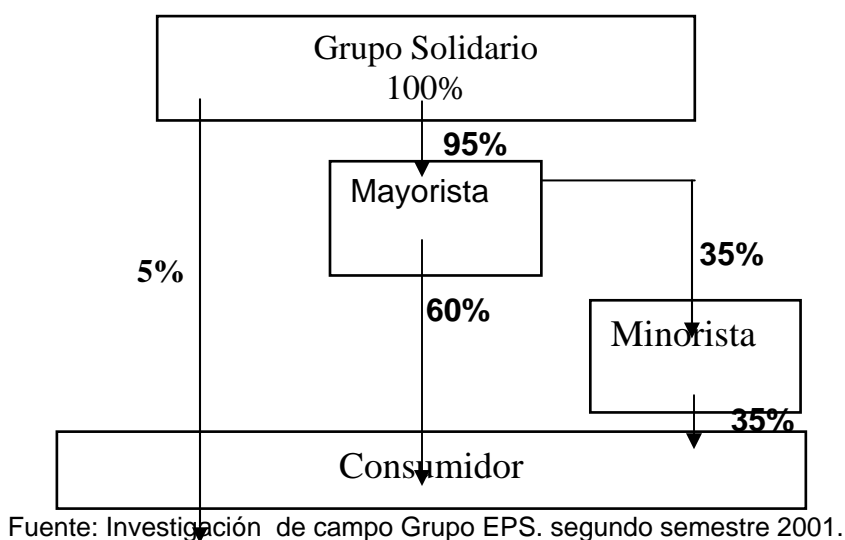 Grupo Solidario
100%
95%
Mayorista
5%
35%
60%
Minorista
35%
Consumidor
Fuente: Investigación de campo Grupo EPS. segundo semestre 2001.